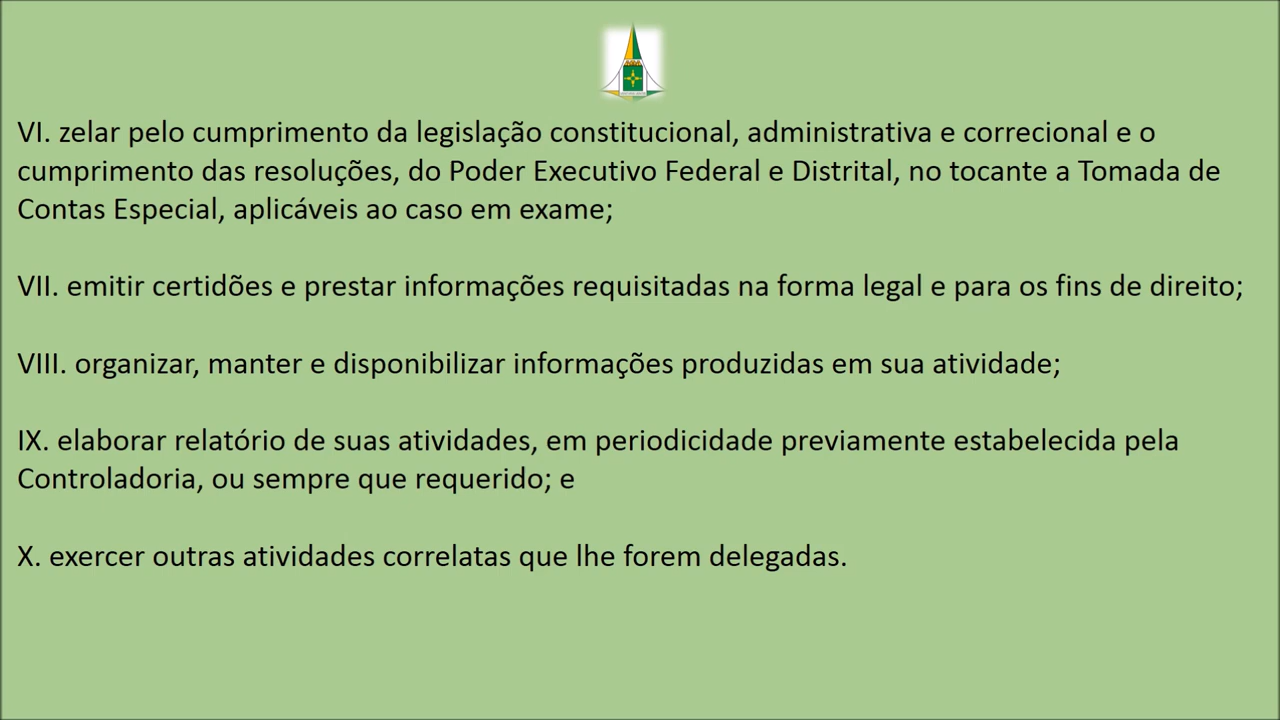 VI. zelar pelo cumprimento da legislação constitucional, administrativa e correcional e o
cumprimento das resoluções, do Poder Executivo Federal e Distrital, no tocante a Tomada de
Contas Especial, aplicáveis ao caso em exame;
VII. emitir certidões e prestar informações requisitadas na forma legal e para os fins de direito;
VIII. organizar, manter e disponibilizar informações produzidas em sua atividade;
IX. elaborar relatório de suas atividades, em periodicidade previamente estabelecida pela
Controladoria, ou sempre que requerido; e
X. exercer outras atividades correlatas que lhe forem delegadas.